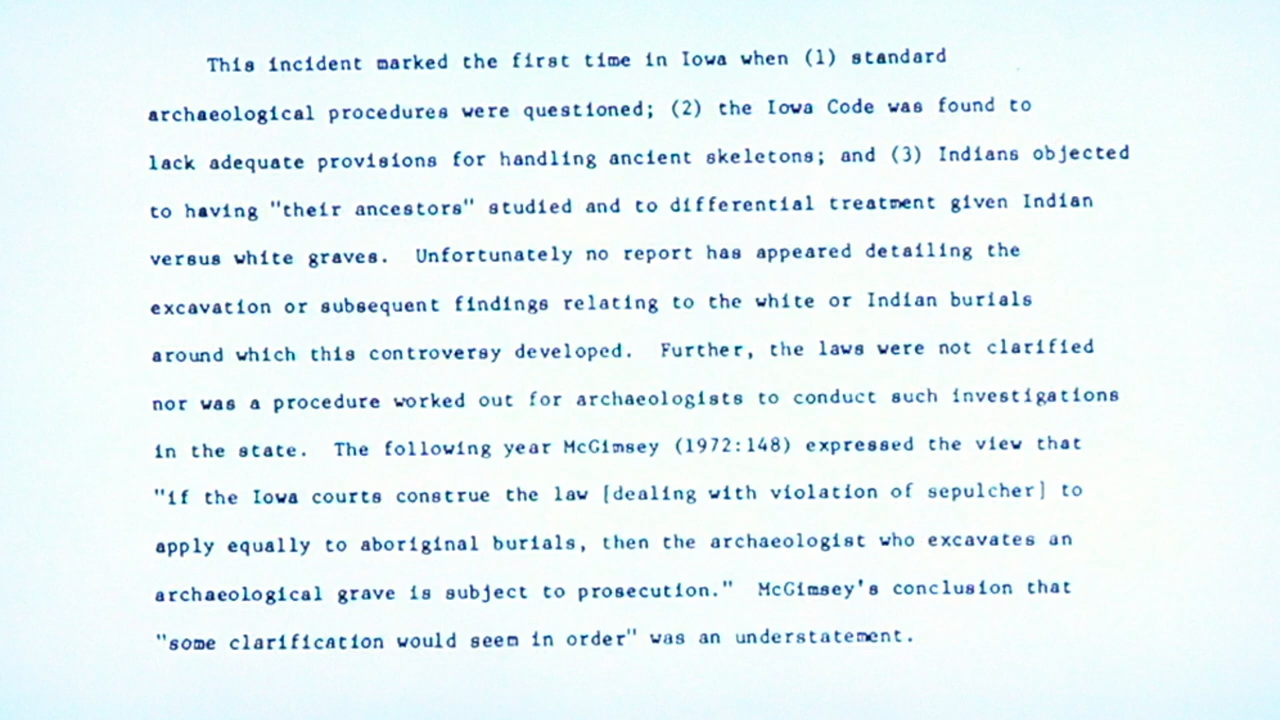 This incident marked the first time in Iowa when (1) standard
archaeological procedures were questioned; (2) the Iowa Code was found to
lack adequate provisions for handling ancient skeletons; and (3) Indians objected
to having "their ancestors" studied and to differential treatment given Indian
versus white graves. Unfortunately no report has appeared detailing the
excavation or subsequent findings relating to the white or Indian burials
around which this controversy developed. Further, the laws were not clarified
nor was a procedure worked out for archaeologists to conduct such investigations
in the state. The following year McGimsey (1972:148) expressed the view that
"if the Iowa courts construe the law [dealing with violation of sepulcher] to
apply equally to aboriginal burials, then the archaeologist who excavates an
archaeological grave is subject to prosecution." McGimsey's conclusion that
"some clarification would seem in order" was an understatement.